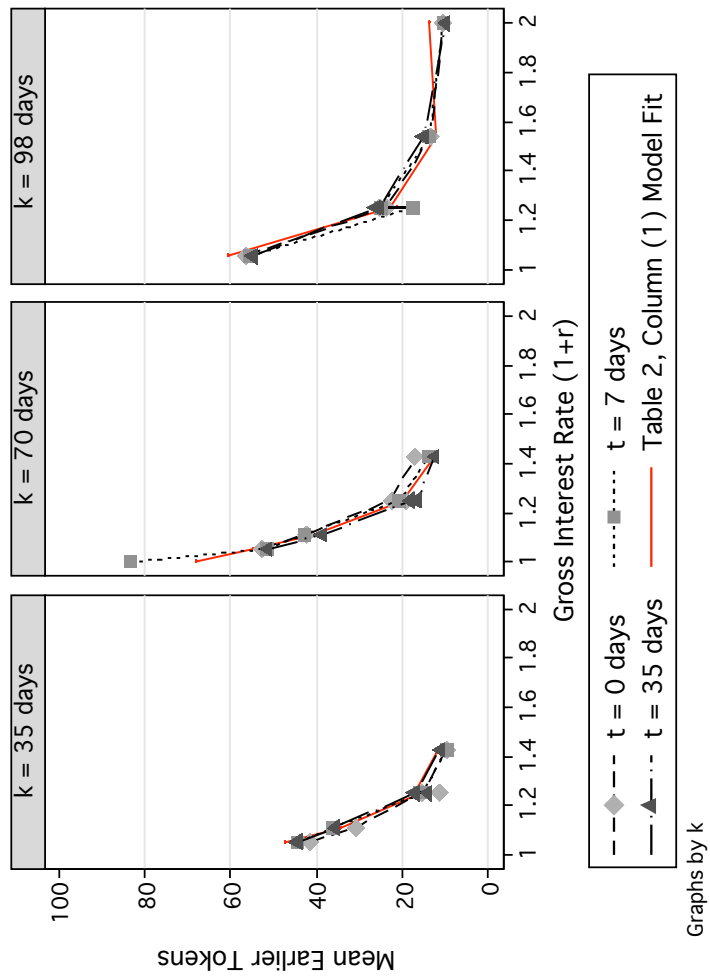 k = 35 days
k = 70 days
k = 98 days
Mean Earlier Tokens
100
80
60
40
20
0
1 1.2 1.4 1.6 1.8 2
1 1.2 1.4 1.6 1.8 2
1 1.2 1.4 1.6 1.8 2
Gross Interest Rate (1+r)
t = 0 days
t = 7 days
t = 35 days
Table 2, Column (1) Model Fit
Graphs by k